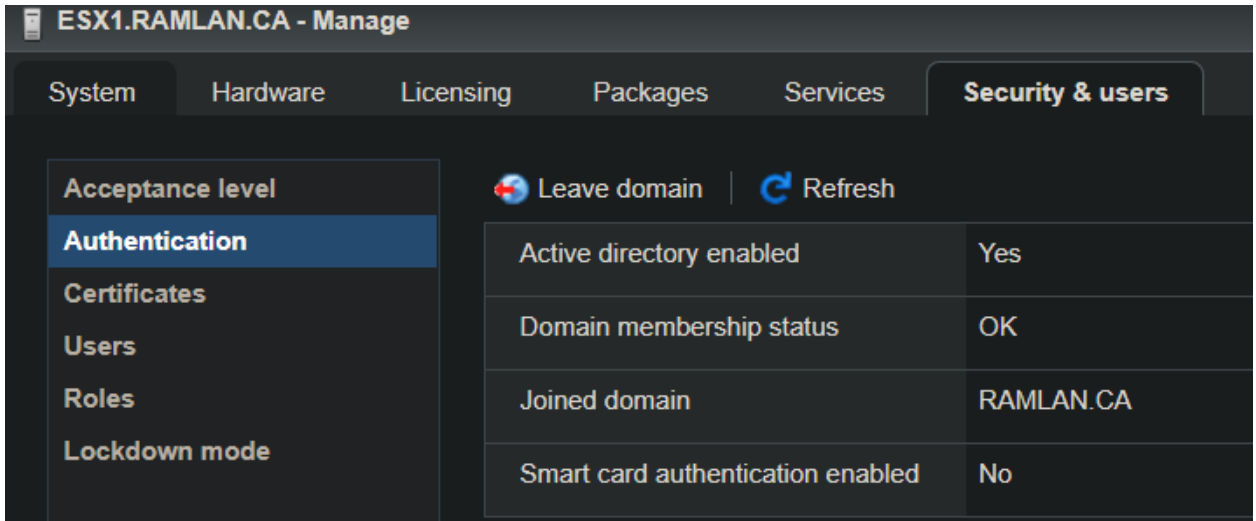 ESX1.RAMLAN.CA - Manage
System Hardware Licensing Packages Services Security & users
Acceptance level
Authentication
Certificates
Users
Roles
Lockdown mode
Leave domain Refresh
Active directory enabled Yes
Domain membership status OK
Joined domain RAMLAN.CA
Smart card authentication enabled No